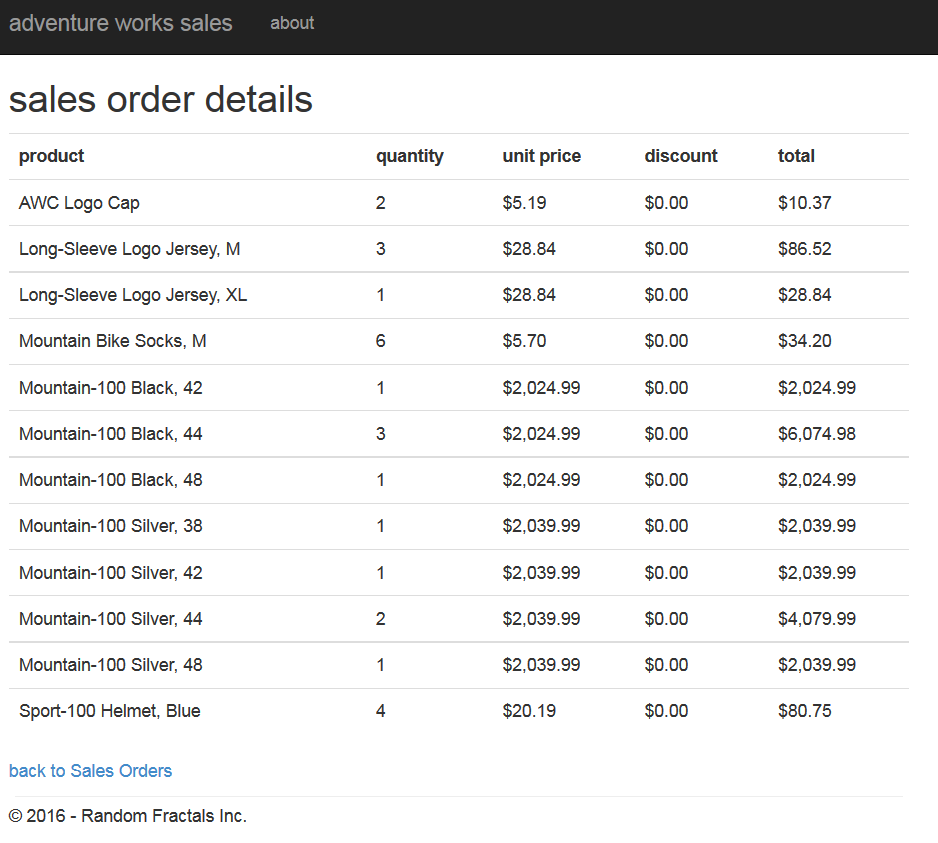 adventure works sales about
sales order details
product quantity unit price discount total
AWC Logo Cap 2 $5.19 $0.00 $10.37
Long-Sleeve Logo Jersey, M 3 $28.84 $0.00 $86.52
Long-Sleeve Logo Jersey, XL 1 $28.84 $0.00 $28.84
Mountain Bike Socks, M 6 $5.70 $0.00 $34.20
Mountain-100 Black, 42 1 $2,024.99 $0.00 $2,024.99
Mountain-100 Black, 44 3 $2,024.99 $0.00 $6,074.98
Mountain-100 Black, 48 1 $2,024.99 $0.00 $2,024.99
Mountain-100 Silver, 38 1 $2,039.99 $0.00 $2,039.99
Mountain-100 Silver, 42 1 $2,039.99 $0.00 $2,039.99
Mountain-100 Silver, 44 2 $2,039.99 $0.00 $4,079.99
Mountain-100 Silver, 48 1 $2,039.99 $0.00 $2,039.99
Sport-100 Helmet, Blue 4 $20.19 $0.00 $80.75
back to Sales Orders
© 2016 - Random Fractals Inc.